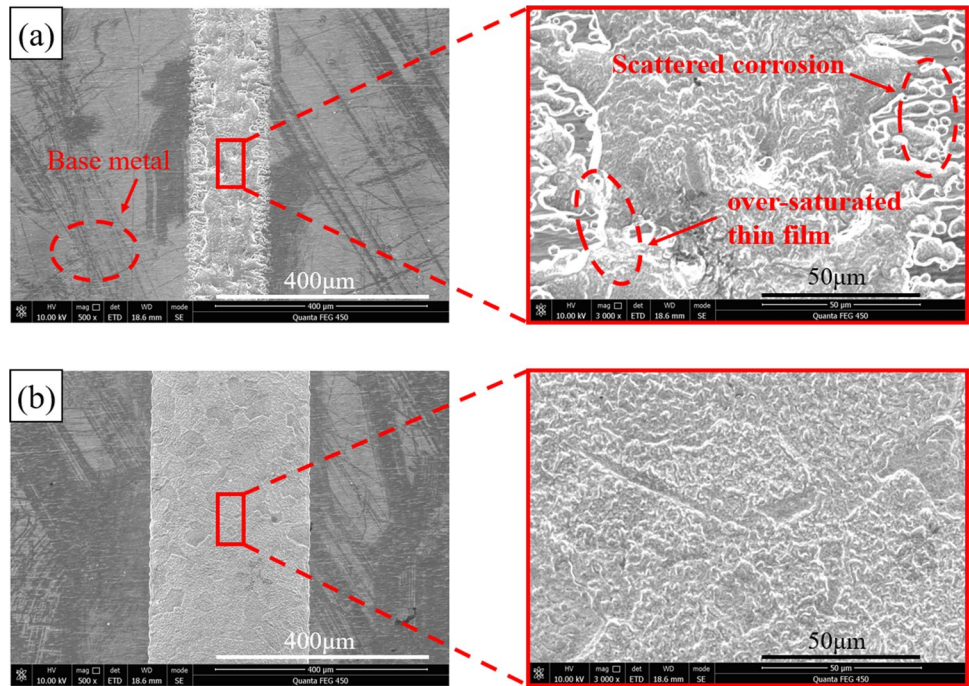 (a)
Base metal
400μm
HV
mag
det
WD
mode
400 μm
10.00 kV
500 x
ETD
18.6 mm
SE
Quanta FEG 450
Scattered corrosion
over-saturated
thin film
50μm
HV
mag
det
WD
mode
50 μm
10.00 kV
3 000 x
ETD
18.6 mm
SE
Quanta FEG 450
(b)
400μm
HV
mag
det
WD
mode
400 μm
10.00 kV
500 x
ETD
18.6 mm
SE
Quanta FEG 450
50μm
HV
mag
det
WD
mode
50 μm
10.00 kV
3 000 x
ETD
18.6 mm
SE
Quanta FEG 450